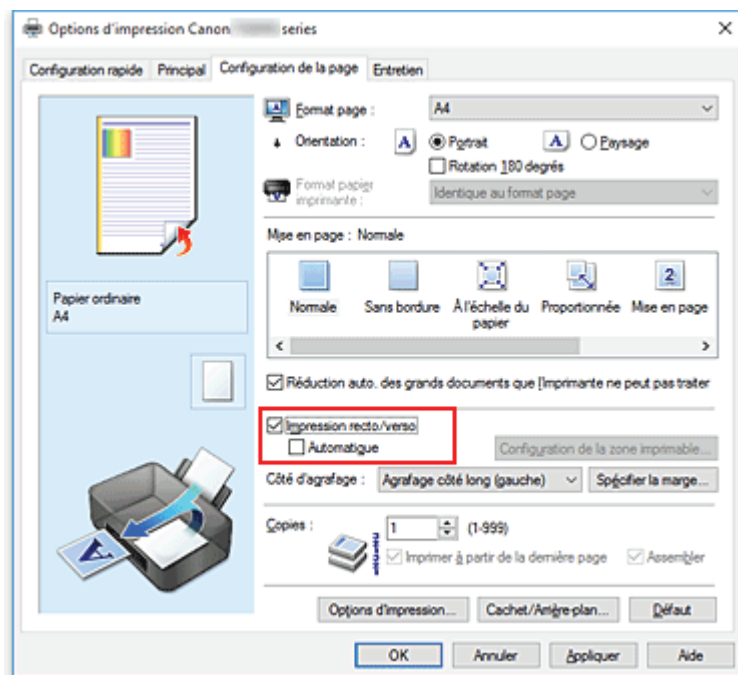 Options d'impression Canon series
Configuration rapide Principal Configuration de la page Entretien
Format page : A4
Orientation : A Portrait A Paysage
Rotation 180 degrés
Format papier imprimante : Identique au format page
Mise en page : Normale
Normale Sans bordure À l'échelle du papier Proportionnée Mise en page
Papier ordinaire
A4
Réduction auto. des grands documents que l'imprimante ne peut pas traiter
Impression recto/verso
Automatique Configuration de la zone imprimable...
Côté d'agrafage : Agrafage côté long (gauche) Spécifier la marge...
Copies : 1 (1-999)
Imprimer à partir de la dernière page Assembler
Options d'impression... Cachet/Arrière-plan... Défaut
OK Annuler Appliquer Aide